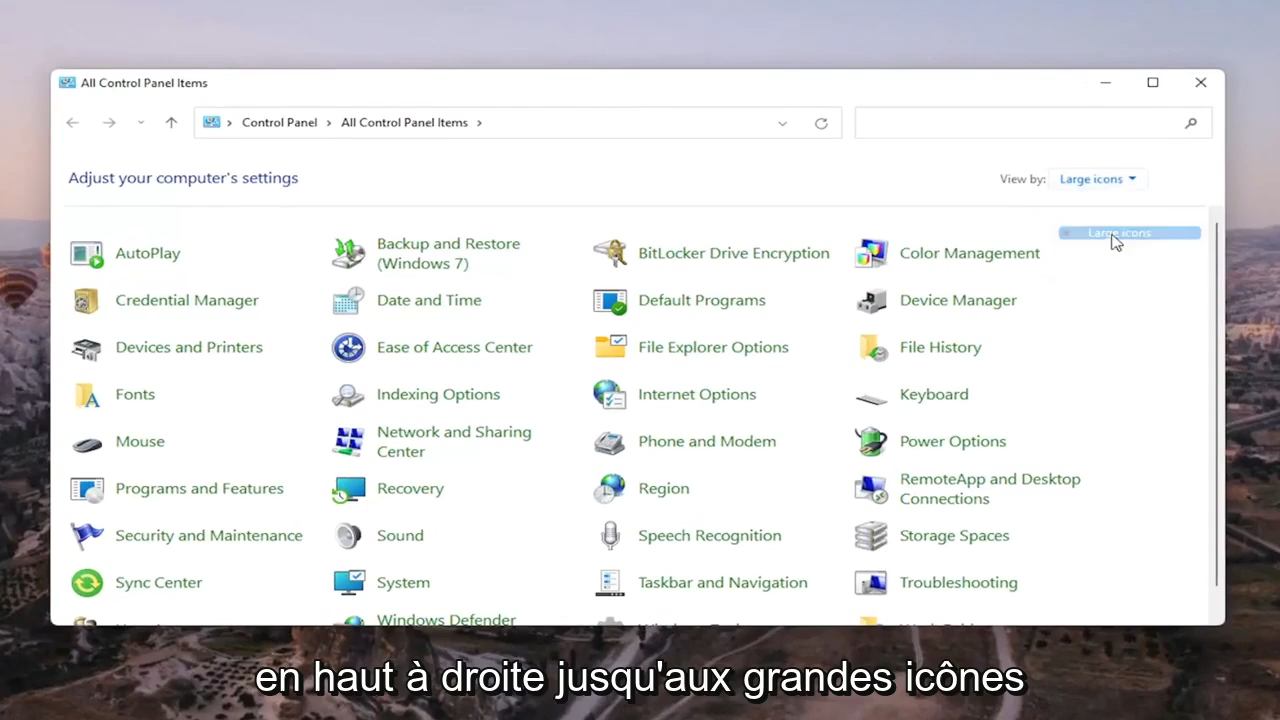 All Control Panel Items
Control Panel > All Control Panel Items >
Adjust your computer's settings
View by: Large icons
Large icons
AutoPlay
Backup and Restore
(Windows 7)
BitLocker Drive Encryption
Color Management
Credential Manager
Date and Time
Default Programs
Device Manager
Devices and Printers
Ease of Access Center
File Explorer Options
File History
Fonts
Indexing Options
Internet Options
Keyboard
Mouse
Network and Sharing
Center
Phone and Modem
Power Options
Programs and Features
Recovery
Region
RemoteApp and Desktop
Connections
Security and Maintenance
Sound
Speech Recognition
Storage Spaces
Sync Center
System
Taskbar and Navigation
Troubleshooting
Windows Defender
en haut à droite jusqu'aux grandes icônes